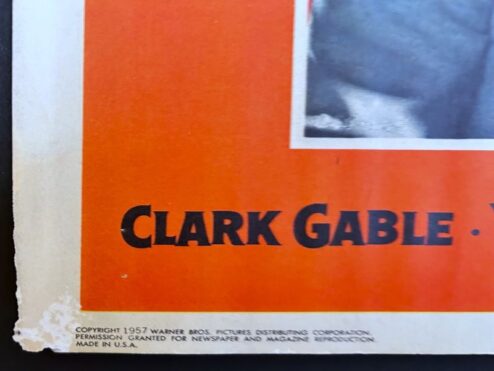 CLARK GABLE ·
COPYRIGHT 1957 WARNER BROS. PICTURES DISTRIBUTING CORPORATION.
PERMISSION GRANTED FOR NEWSPAPER AND MAGAZINE REPRODUCTION.
MADE IN U.S.A.